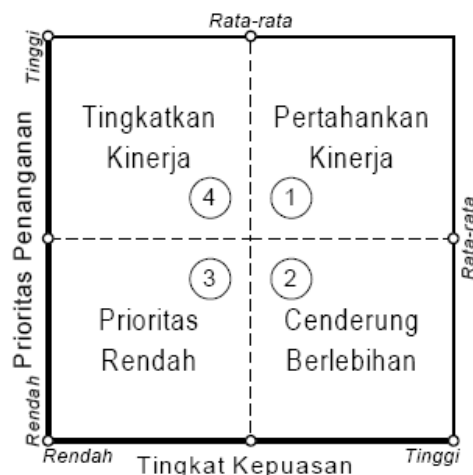 Rata-rata
Tinggi
Tingkatkan
Kinerja
Pertahankan
Kinerja
4
1
Prioritas Penanganan
Rata-rata
3
2
Prioritas
Rendah
Cenderung
Berlebihan
Rendah
Rendah
Tingkat Kepuasan
Tinggi